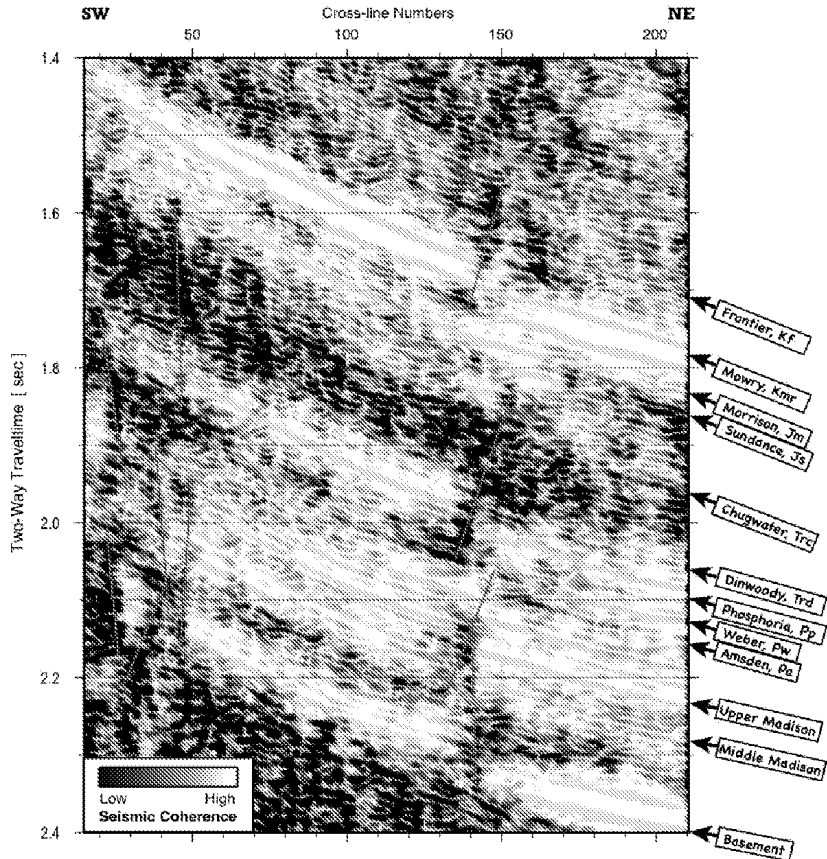 SW Cross-line Numbers NE
50 100 150 200
1.4
1.6
1.8
2.0
2.2
2.4
Two-Way Traveltime [ sec ]
Frontier, Kf
Mowry, Kmr
Morrison, Jm
Sundance, Js
Chugwater, Trc
Dinwoody, Trd
Phosphoria, Pp
Weber, Pw
Amsden, Pa
Upper Madison
Middle Madison
Basement
Low High
Seismic Coherence